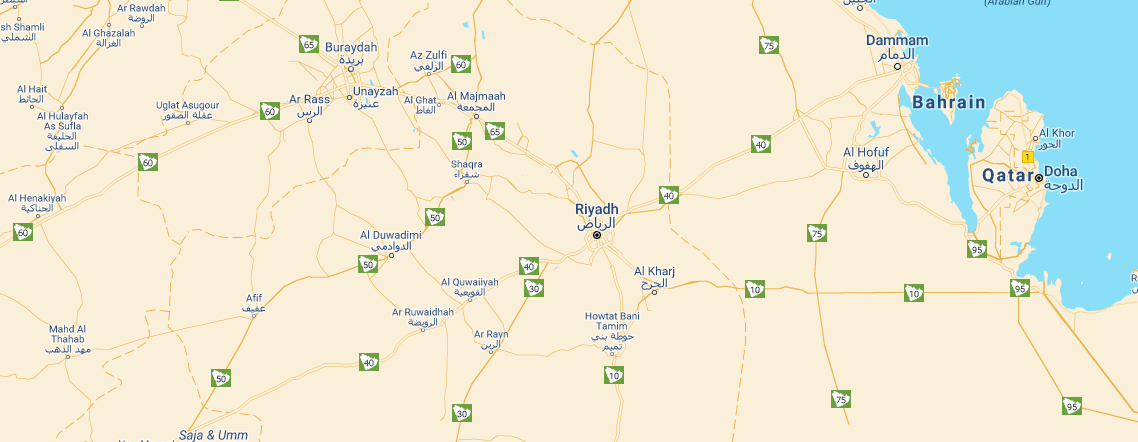 (Arabian Gulf)
Ar Rawdah
الروضة
sh Shamli
الشملي
Al Ghazalah
الغزالة
65
Buraydah
بريدة
Az Zulfi
الزلفي
60
75
Dammam
الدمام
Al Hait
الحائط
Unayzah
عنيزة
Ar Rass
الرس
Al Ghat
الغاط
Al Majmaah
المجمعة
Uglat Asugour
عقلة الصقور
60
Bahrain
Al Hulayfah
As Sufla
الحليفة
السفلى
50
65
40
Al Khor
الخور
1
60
Al Hofuf
الهفوف
Shaqra
شقراء
Qatar
Doha
الدوحة
Al Henakiyah
الحناكية
40
60
50
Riyadh
الرياض
75
95
Al Duwadimi
الدوادمي
50
40
Al Kharj
الخرج
Al Quwaiiyah
القويعية
30
10
10
95
Afif
عفيف
Ar Ruwaidhah
الرويضة
Howtat Bani
Tamim
حوطة بني
تميم
Mahd Al
Thahab
مهد الذهب
Ar Rayn
الرين
40
50
10
75
95
30
Saja & Umm